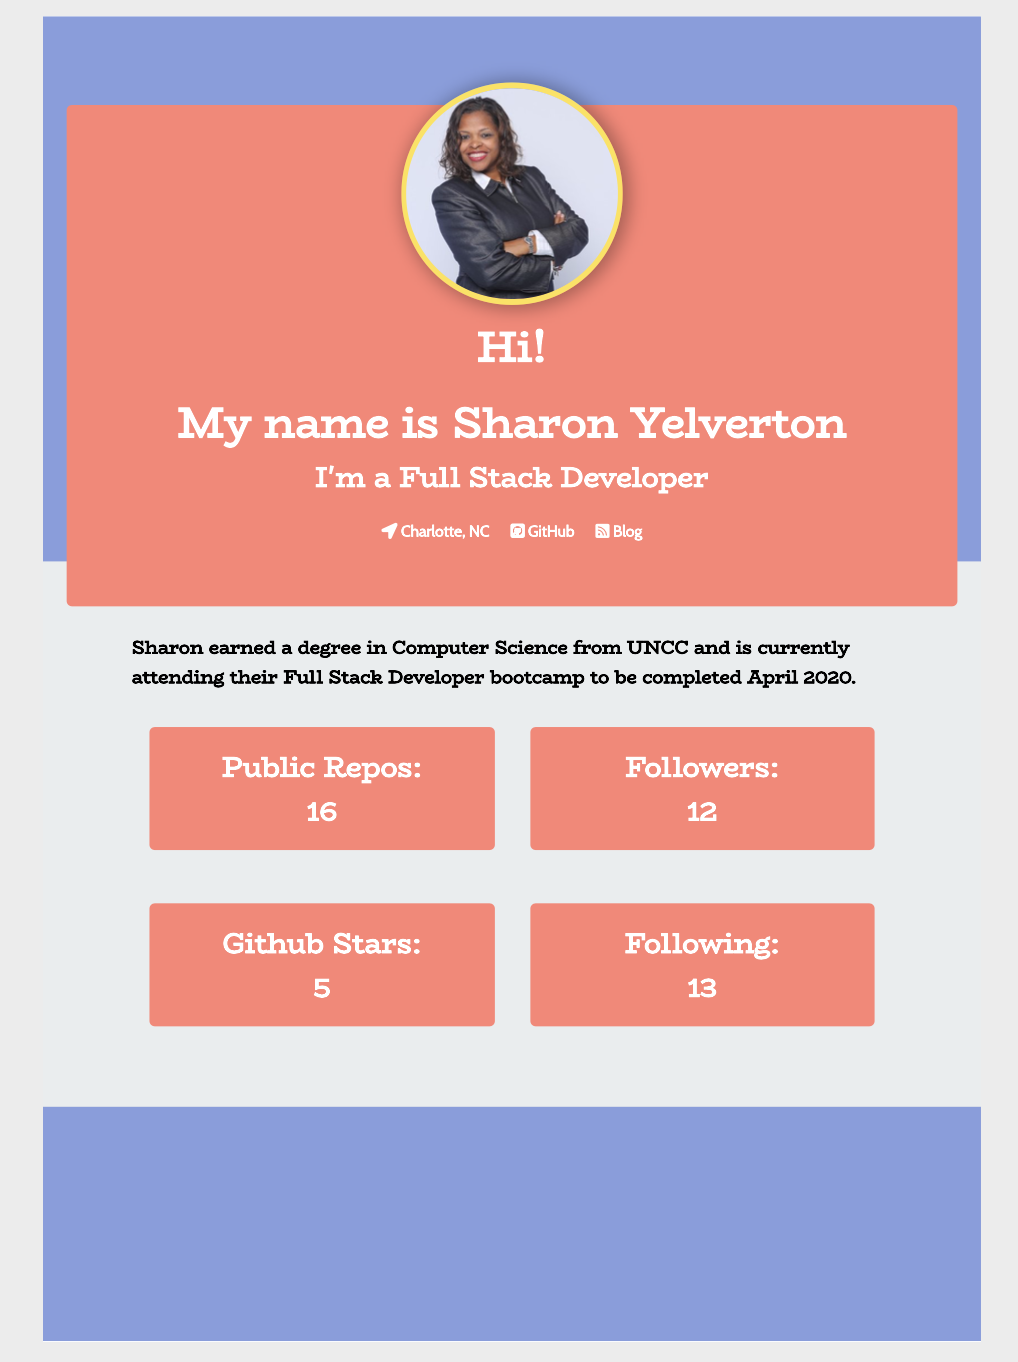 Hi!
My name is Sharon Yelverton
I'm a Full Stack Developer
Charlotte, NC GitHub Blog
Sharon earned a degree in Computer Science from UNCC and is currently
attending their Full Stack Developer bootcamp to be completed April 2020.
Public Repos:
16
Followers:
12
Github Stars:
5
Following:
13